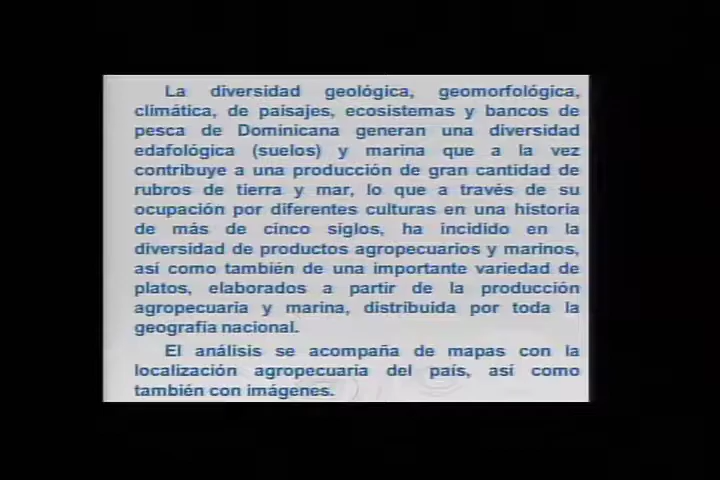 La diversidad geológica, geomorfológica,
climática, de paisajes, ecosistemas y bancos de
pesca de Dominicana generan una diversidad
edafológica (suelos) y marina que a la vez
contribuye a una producción de gran cantidad de
rubros de tierra y mar, lo que a través de su
ocupación por diferentes culturas en una historia
de más de cinco siglos, ha incidido en la
diversidad de productos agropecuarios y marinos,
así como también de una importante variedad de
platos, elaborados a partir de la producción
agropecuaria y marina, distribuida por toda la
geografía nacional.
El análisis se acompaña de mapas con la
localización agropecuaria del país, así como
también con imágenes.